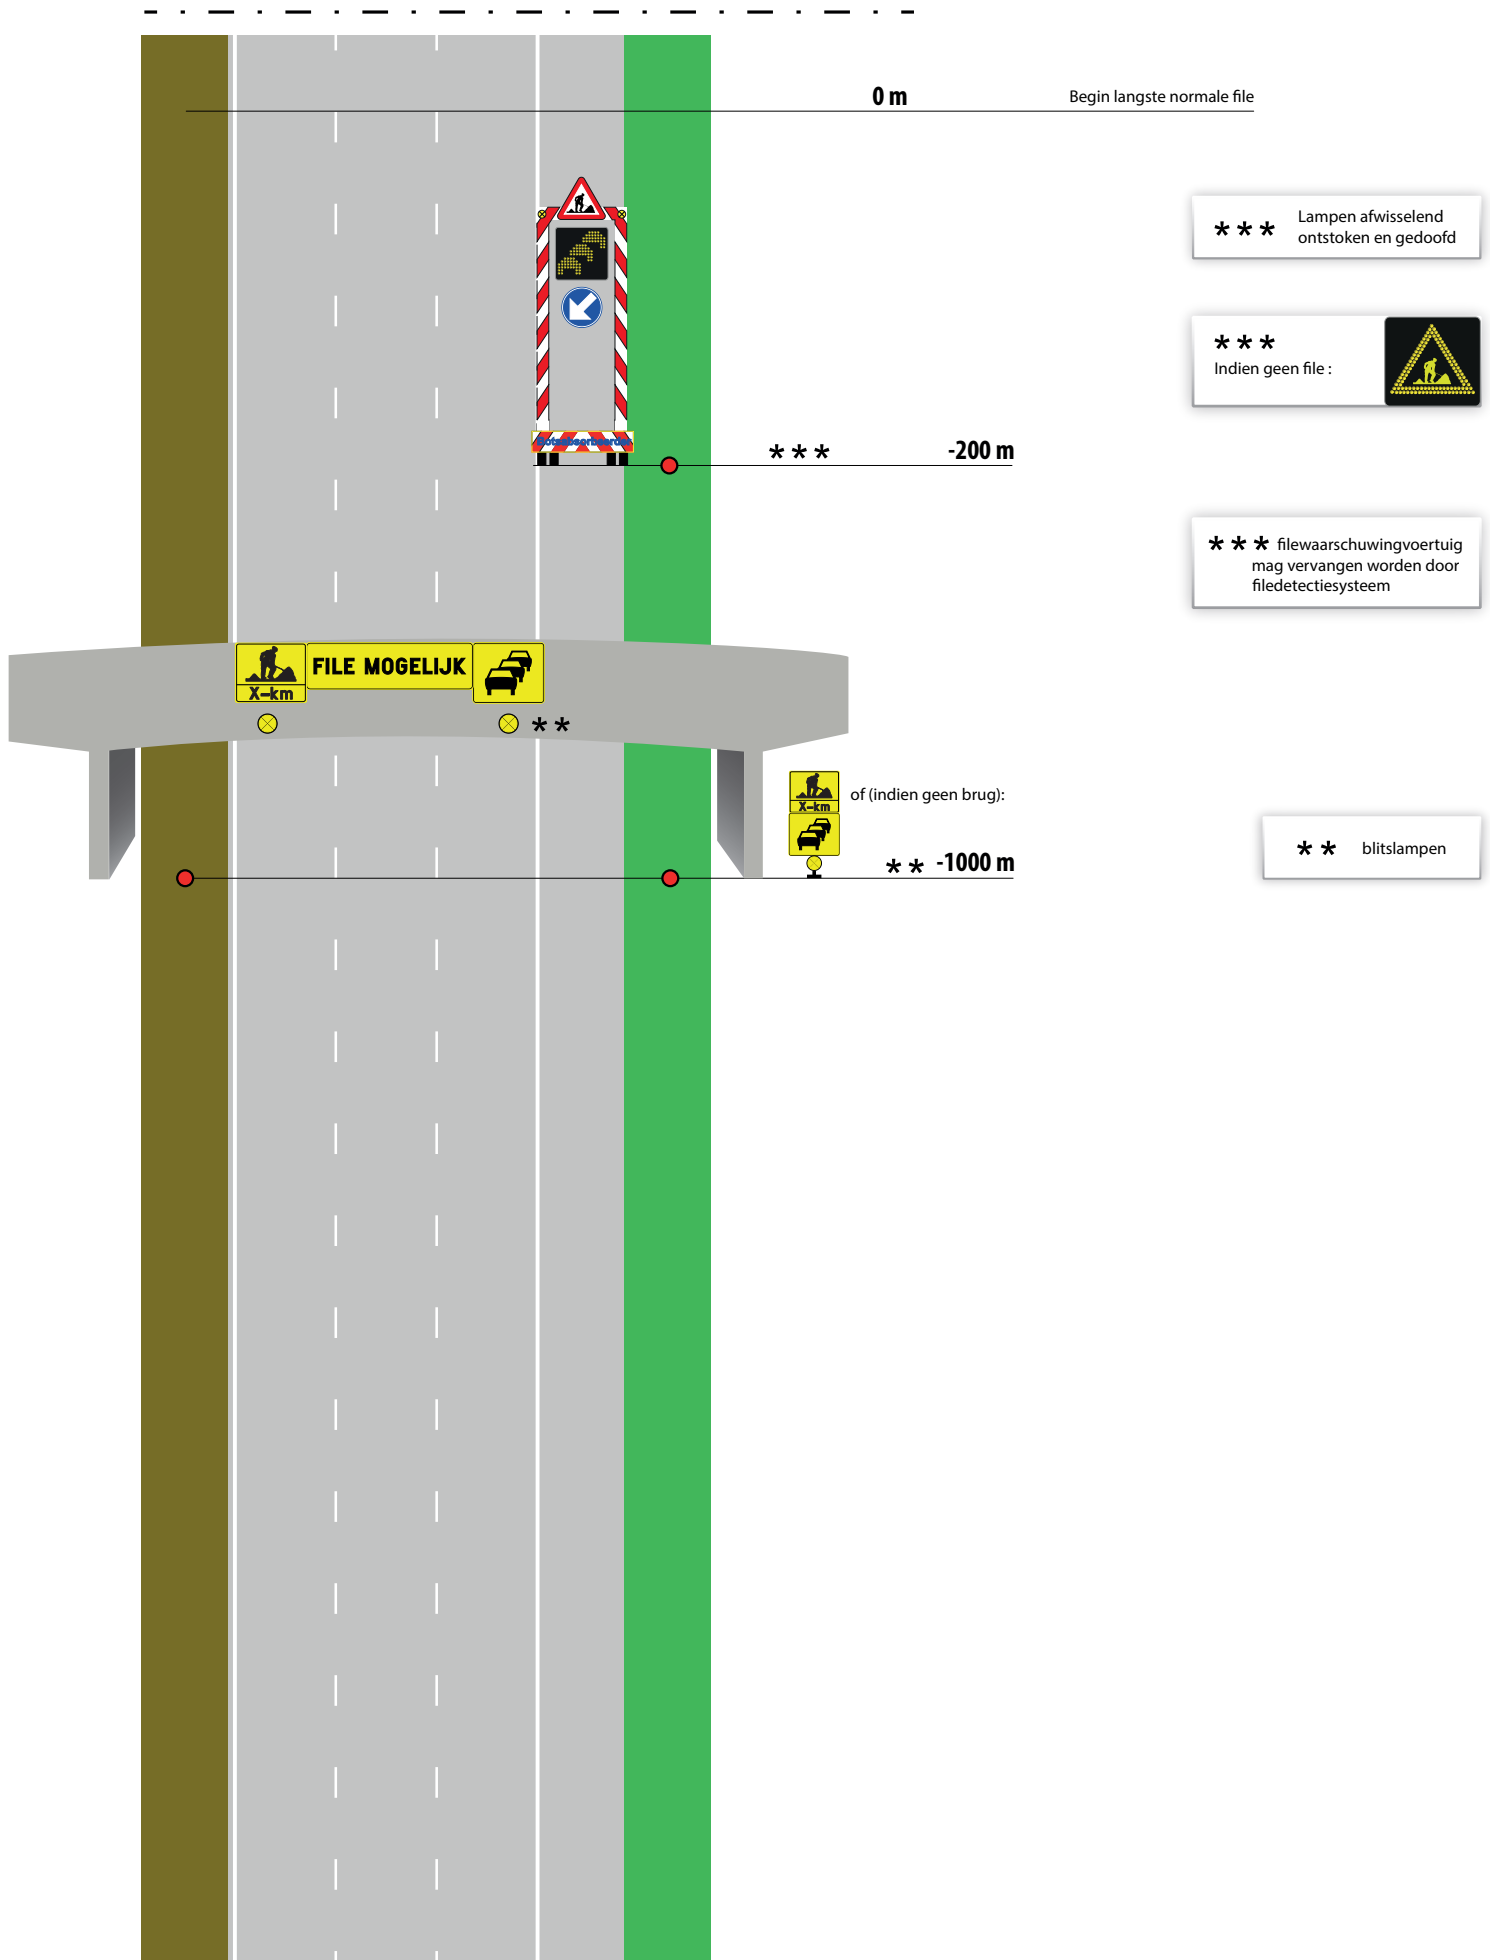 0 m
Begin langste normale file
*** Lampen afwisselend
ontstoken en gedoofd
***
Indien geen file :
Botsabsorbeerder
*** -200 m
*** filewaarschuwingvoertuig
mag vervangen worden door
filedetectiesysteem
FILE MOGELIJK
X-km
**
X-km
of (indien geen brug):
** -1000 m
** blitslampen